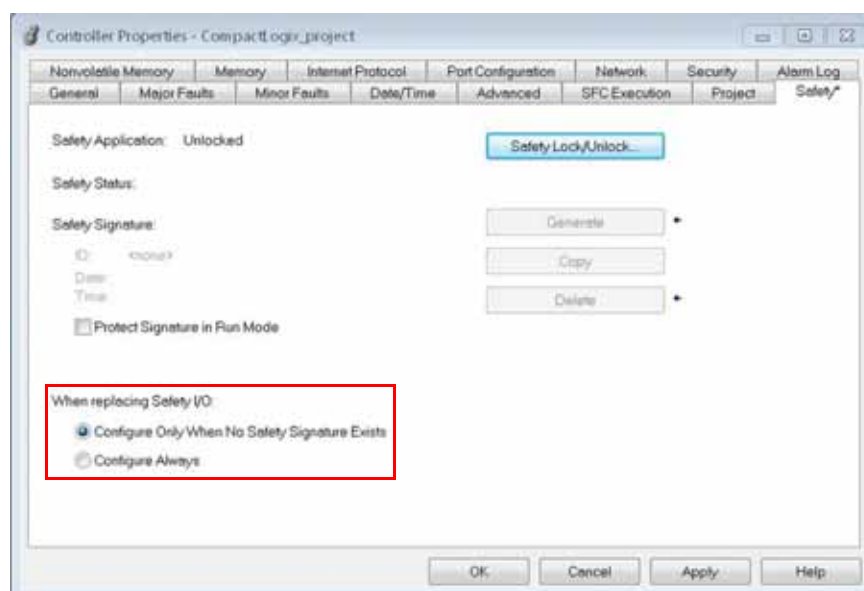 Controller Properties - CompactLogix_project
Nonvolatile Memory Memory Internet Protocol Port Configuration Network Security Alarm Log
General Major Faults Minor Faults Date/Time Advanced SFC Execution Project Safety*
Safety Application: Unlocked Safety Lock/Unlock...
Safety Status:
Safety Signature: Generate
ID: <none> Copy
Date:
Time: Delete
Protect Signature in Run Mode
When replacing Safety I/O:
Configure Only When No Safety Signature Exists
Configure Always
OK Cancel Apply Help